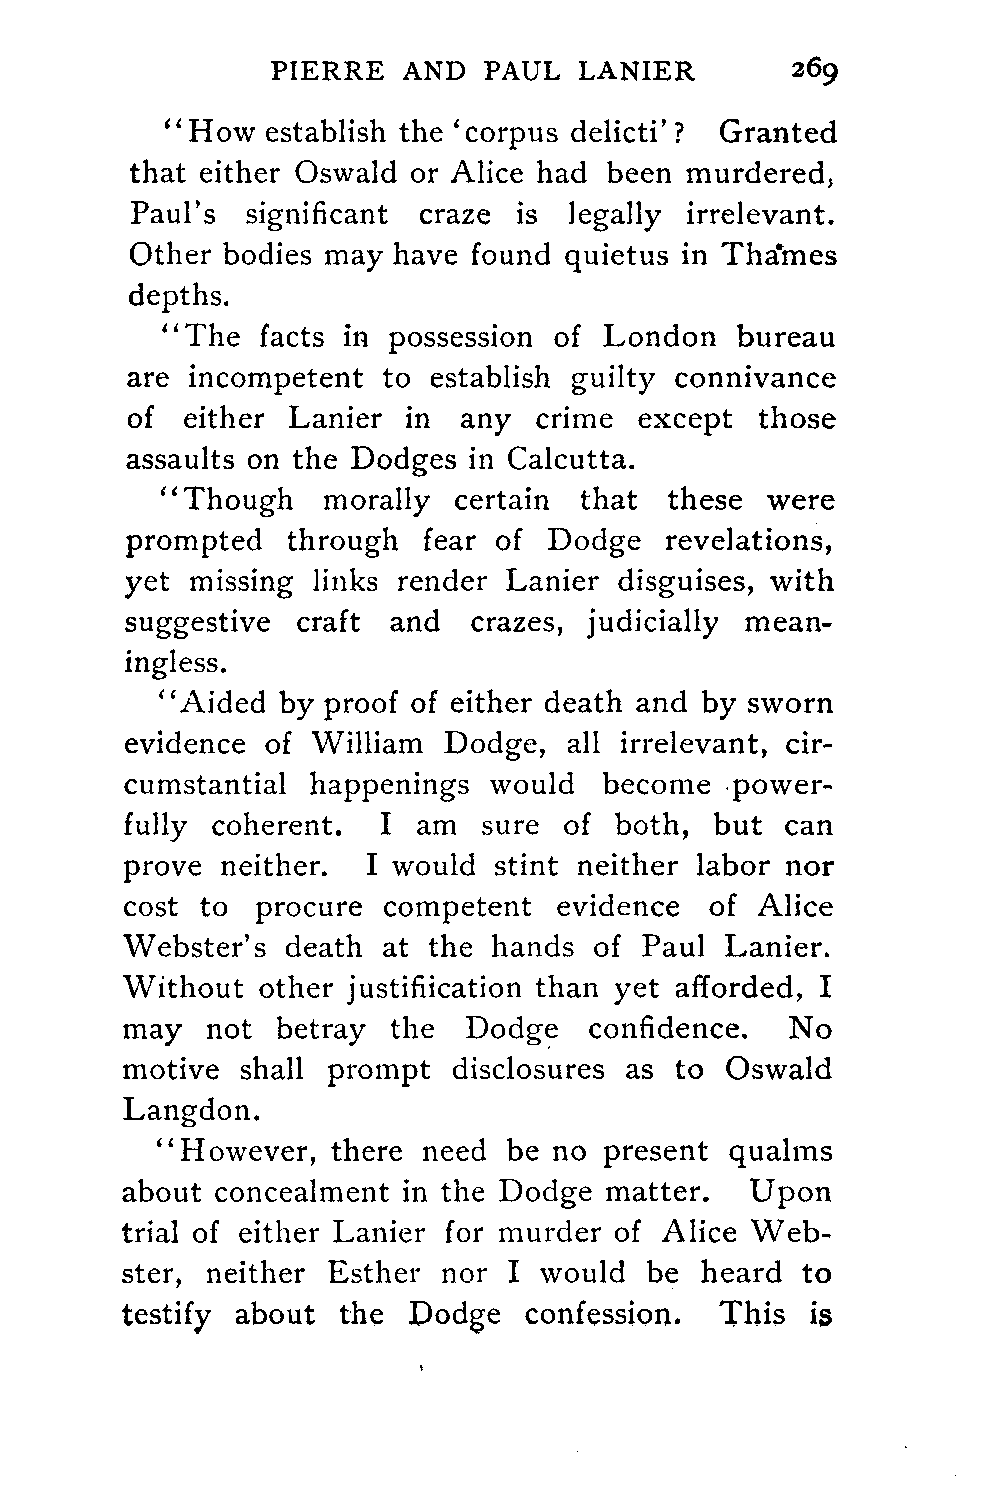 PIERRE AND PAUL LANIER 269
"How establish the 'corpus delicti'? Granted
that either Oswald or Alice had been murdered,
Paul's significant craze is legally irrelevant.
Other bodies may have found quietus in Thames
depths.
"The facts in possession of London bureau
are incompetent to establish guilty connivance
of either Lanier in any crime except those
assaults on the Dodges in Calcutta.
"Though morally certain that these were
prompted through fear of Dodge revelations,
yet missing links render Lanier disguises, with
suggestive craft and crazes, judicially mean-
ingless.
"Aided by proof of either death and by sworn
evidence of William Dodge, all irrelevant, cir-
cumstantial happenings would become power-
fully coherent. I am sure of both, but can
prove neither. I would stint neither labor nor
cost to procure competent evidence of Alice
Webster's death at the hands of Paul Lanier.
Without other justifiication than yet afforded, I
may not betray the Dodge confidence. No
motive shall prompt disclosures as to Oswald
Langdon.
"However, there need be no present qualms
about concealment in the Dodge matter. Upon
trial of either Lanier for murder of Alice Web-
ster, neither Esther nor I would be heard to
testify about the Dodge confession. This is